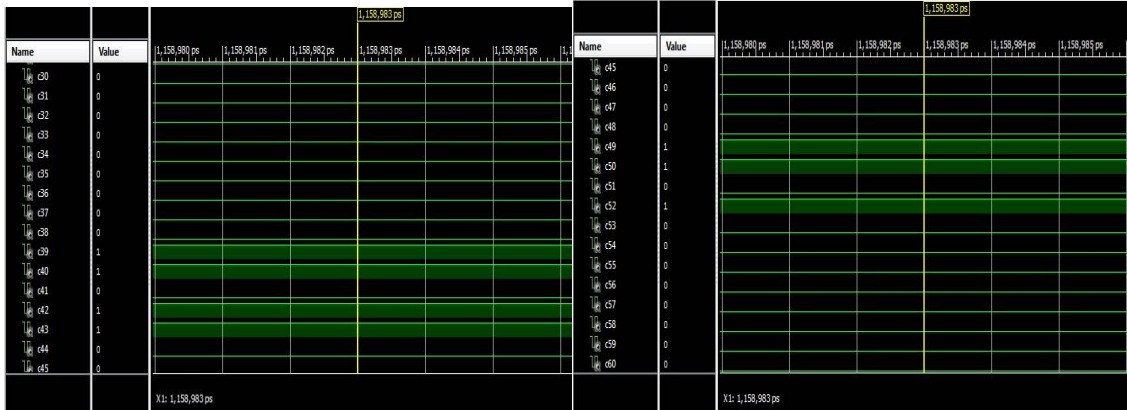 1,158,983 ps
Name Value 1,158,980 ps 1,158,981 ps 1,158,982 ps 1,158,983 ps 1,158,984 ps 1,158,985 ps
c30 0
c31 0
c32 0
c33 0
c34 0
c35 0
c36 0
c37 0
c38 0
c39 1
c40 1
c41 0
c42 1
c43 1
c44 0
c45 0
X1: 1,158,983 ps
1,158,983 ps
Name Value 1,158,980 ps 1,158,981 ps 1,158,982 ps 1,158,983 ps 1,158,984 ps 1,158,985 ps
c45 0
c46 0
c47 0
c48 0
c49 1
c50 1
c51 0
c52 1
c53 0
c54 0
c55 0
c56 0
c57 0
c58 0
c59 0
c60 0
X1: 1,158,983 ps